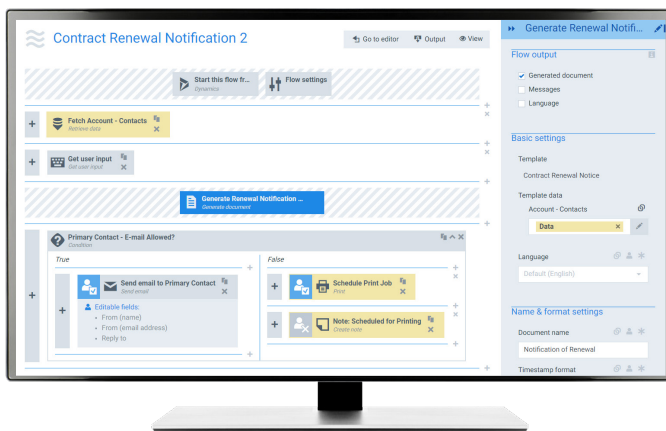 Contract Renewal Notification 2
Go to editor
Output
View
Start this flow fr...
Dynamics
Flow settings
Fetch Account - Contacts
Retrieve data
Get user input
Get user input
Generate Renewal Notification ...
Generate document
Primary Contact - E-mail Allowed?
Condition
True
Send email to Primary Contact
Send email
Editable fields:
- From (name)
- From (email address)
- Reply to
False
Schedule Print Job
Print
Note: Scheduled for Printing
Create note
Generate Renewal Notifi...
Flow output
Generated document
Messages
Language
Basic settings
Template
Contract Renewal Notice
Template data
Account - Contacts
Data
Language
Default (English)
Name & format settings
Document name
Notification of Renewal
Timestamp format